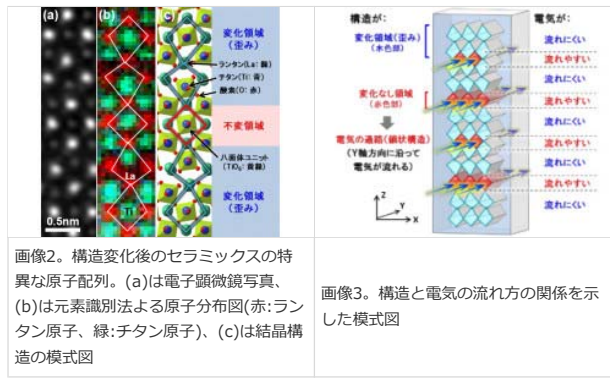 (a)
(b)
(c)
変化領域
(歪み)
ランタン(La: 緑)
チタン(Ti: 青)
酸素(O: 赤)
不変領域
八面体ユニット
(TiO₆: 黄緑)
変化領域
(歪み)
La
Ti
0.5nm
構造が:
電気が:
変化領域(歪み)
(水色部)
変化なし領域
(赤色部)
電気の通路(鎖状構造)
(Y軸方向に沿って
電気が流れる)
流れにくい
流れやすい
流れにくい
流れやすい
流れにくい
流れやすい
流れにくい
流れやすい
流れにくい
Z
Y
X
画像2。構造変化後のセラミックスの特
異な原子配列。(a)は電子顕微鏡写真、
(b)は元素識別法よる原子分布図(赤:ラン
タン原子、緑:チタン原子)、(c)は結晶構
造の模式図
画像3。構造と電気の流れ方の関係を示
した模式図